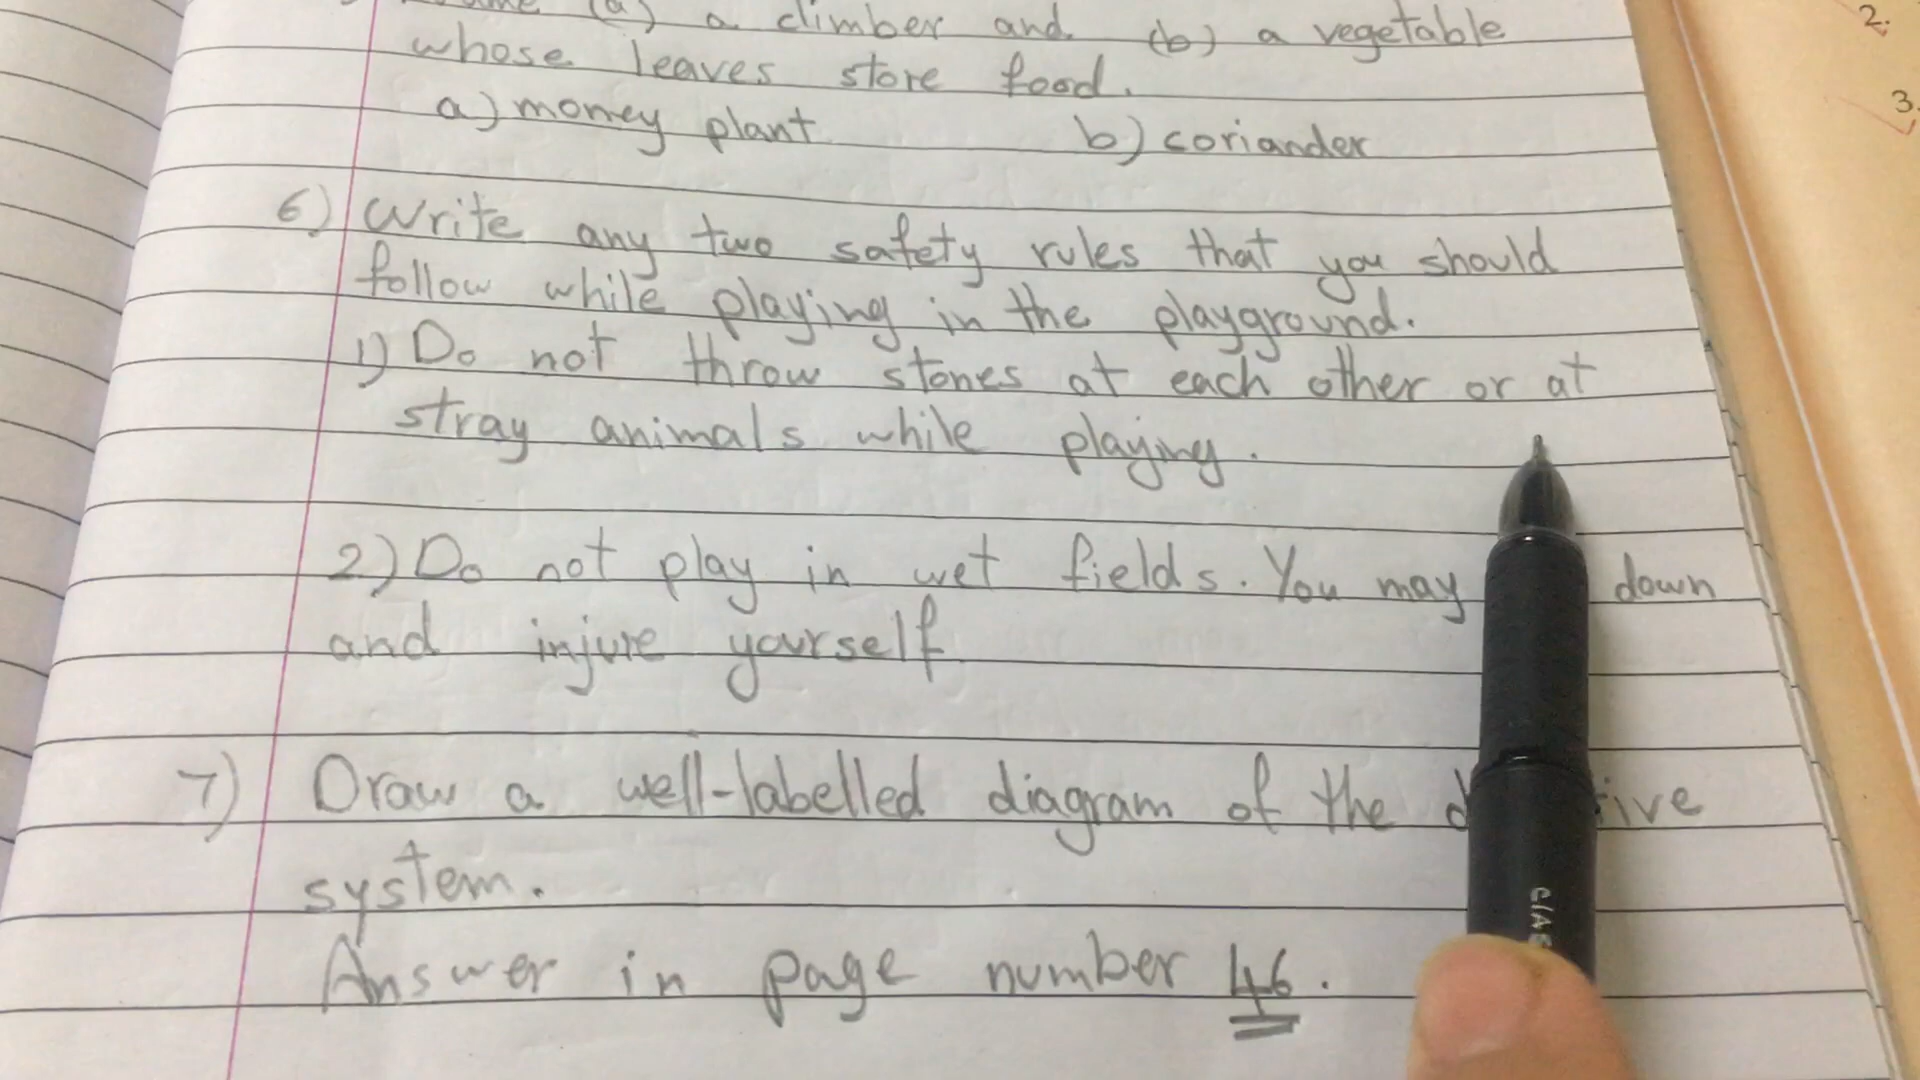 (a) a climber and (b) a vegetable
whose leaves store food.
a) money plant b) coriander
6) Write any two safety rules that you should
follow while playing in the playground.
1) Do not throw stones at each other or at
stray animals while playing.
2) Do not play in wet fields. You may down
and injure yourself
7) Draw a well-labelled diagram of the
system.
Answer in page number 46.
2.
3.